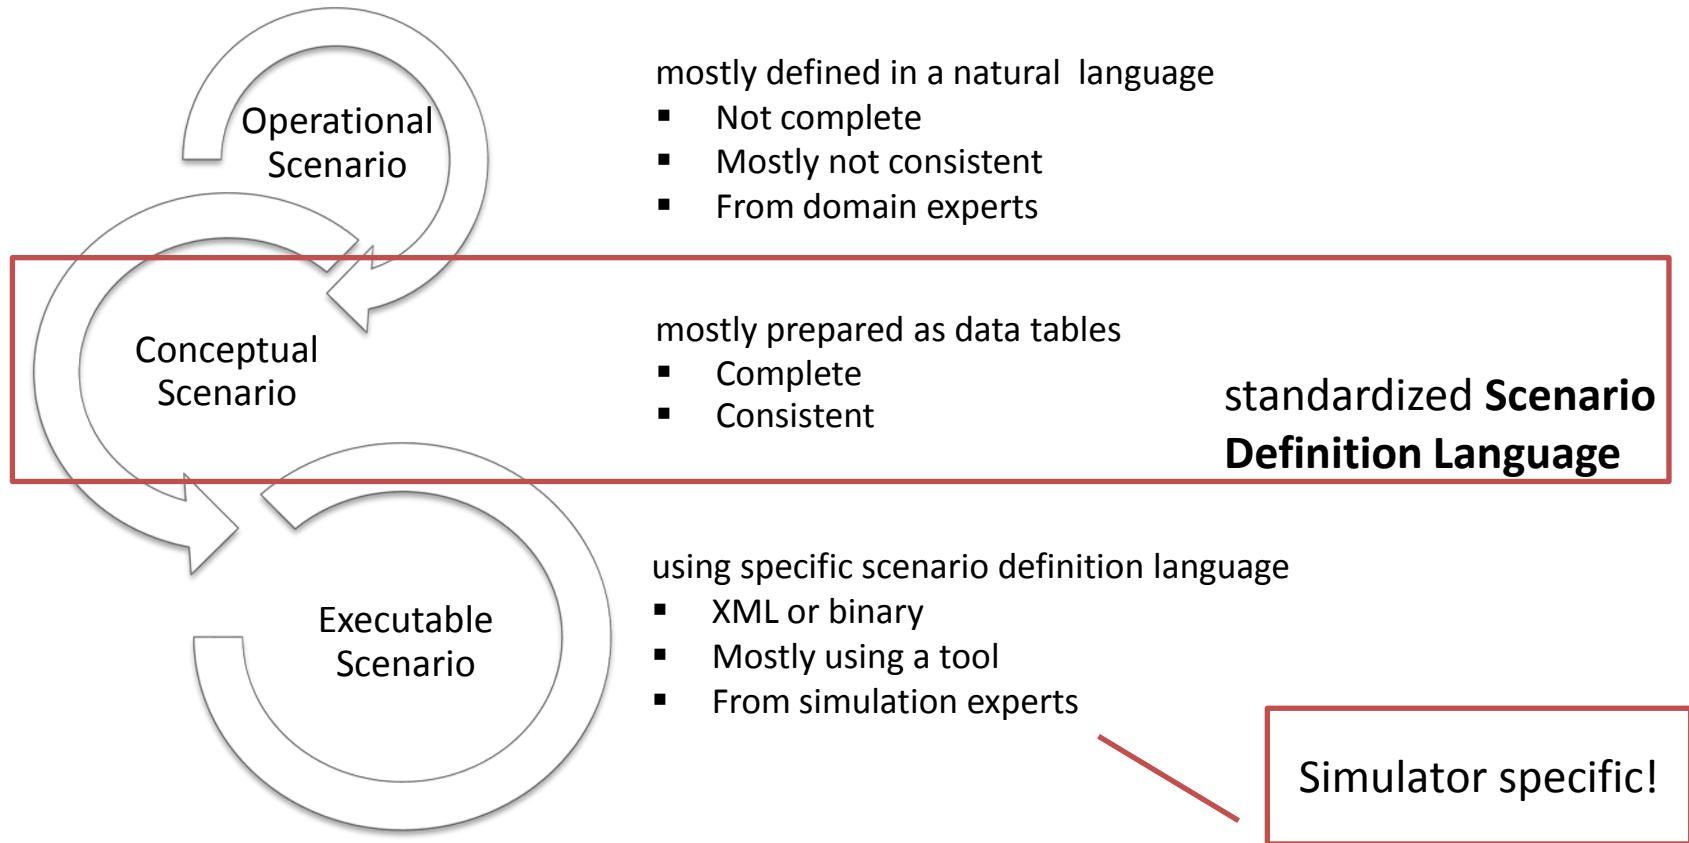 Operational
Scenario
mostly defined in a natural  language
▪ Not complete
▪ Mostly not consistent
▪ From domain experts
Conceptual
Scenario
mostly prepared as data tables
▪ Complete
▪ Consistent
standardized Scenario
Definition Language
Executable
Scenario
using specific scenario definition language
▪ XML or binary
▪ Mostly using a tool
▪ From simulation experts
Simulator specific!